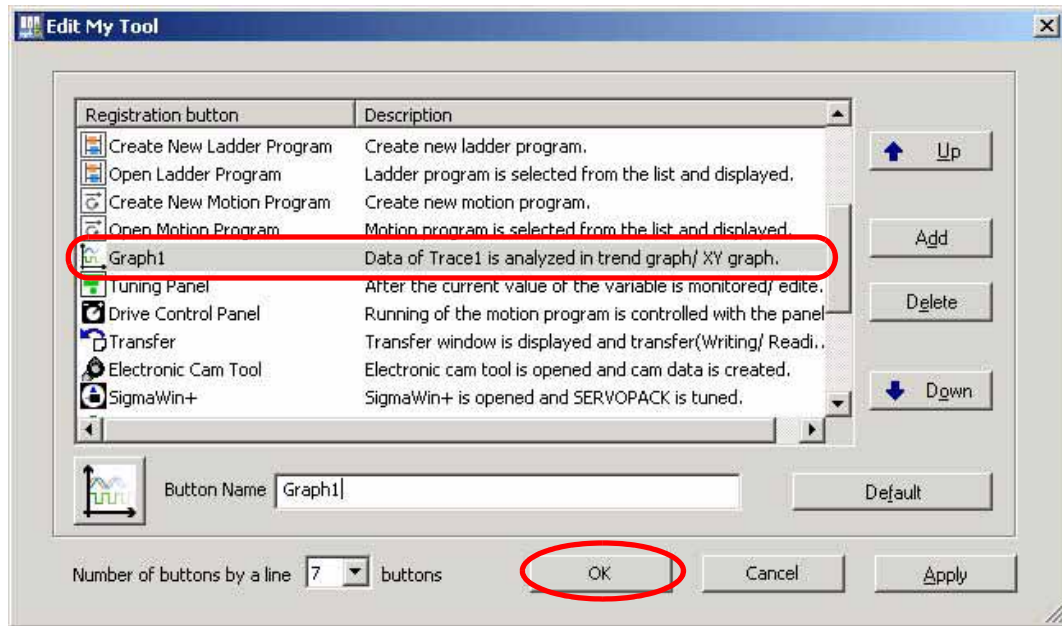 Edit My Tool
Registration button Description
Create New Ladder Program Create new ladder program.
Open Ladder Program Ladder program is selected from the list and displayed.
Create New Motion Program Create new motion program.
Open Motion Program Motion program is selected from the list and displayed.
Graph1 Data of Trace1 is analyzed in trend graph/ XY graph.
Tuning Panel After the current value of the variable is monitored/ edite.
Drive Control Panel Running of the motion program is controlled with the panel
Transfer Transfer window is displayed and transfer(Writing/ Readi..
Electronic Cam Tool Electronic cam tool is opened and cam data is created.
SigmaWin+ SigmaWin+ is opened and SERVOPACK is tuned.
Up
Add
Delete
Down
Button Name Graph1
Default
Number of buttons by a line 7 buttons
OK Cancel Apply